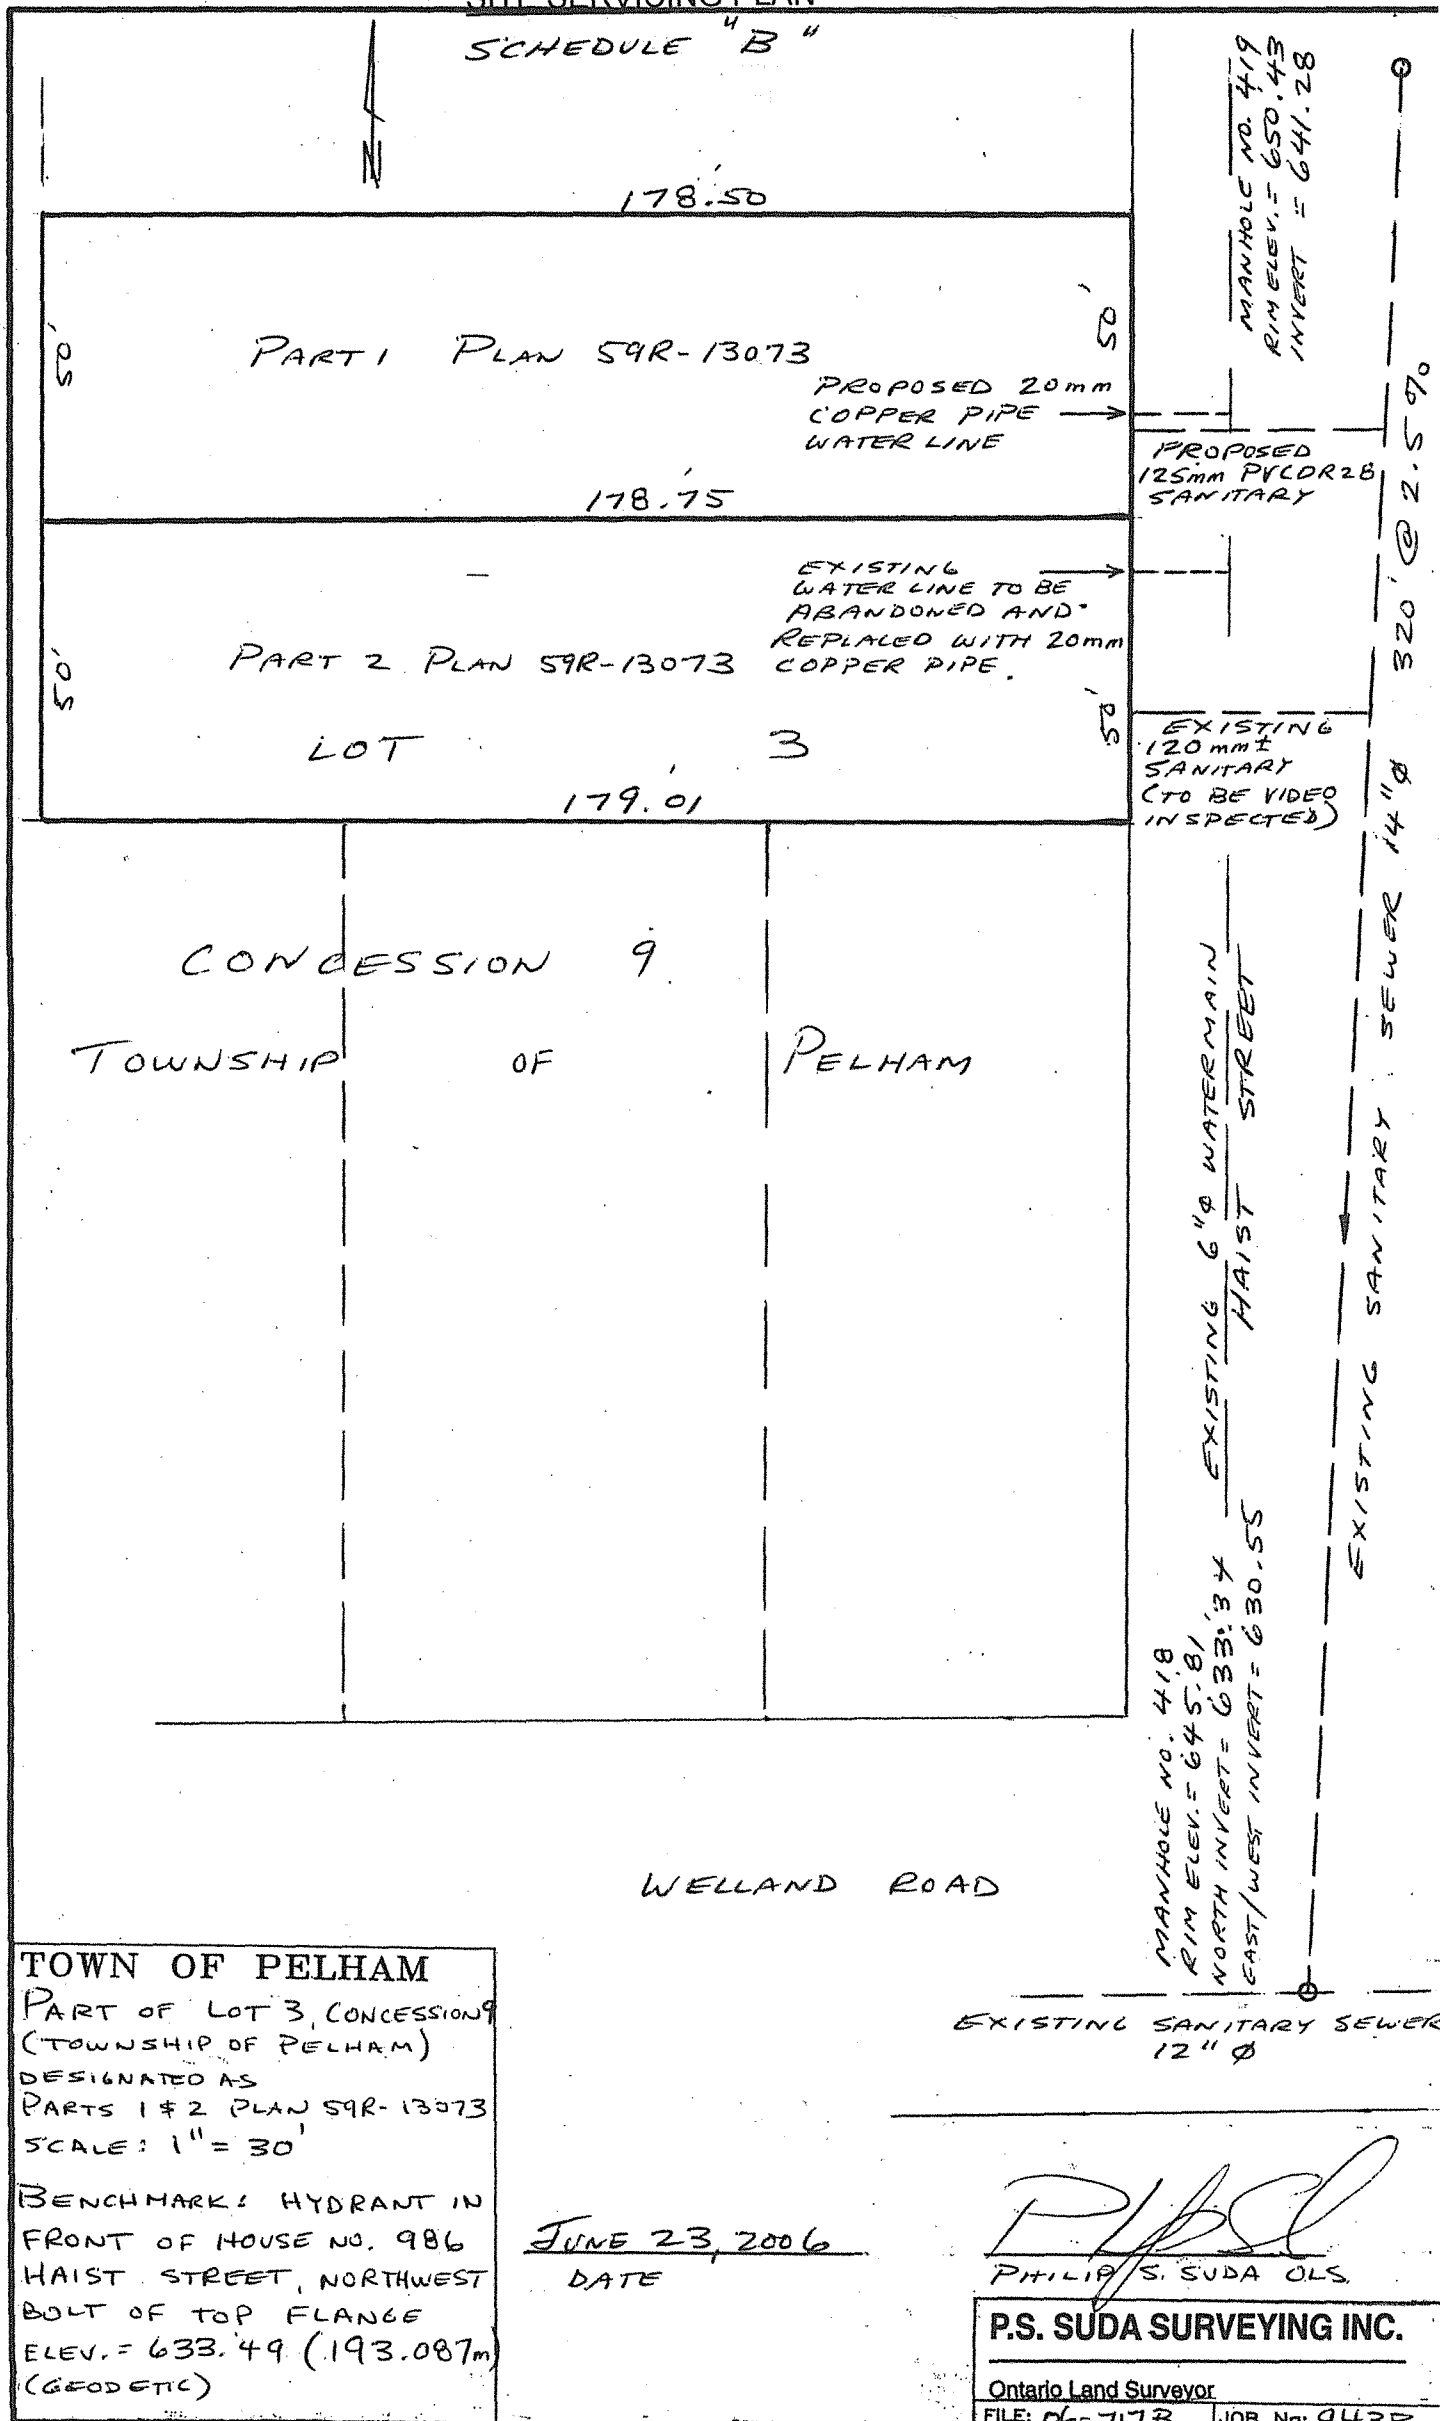 SITE SERVICING PLAN
SCHEDULE "B"
MANHOLE NO. 419
RIM ELEV. = 650.43
INVERT = 641.28
178.50'
50'
PART 1 PLAN 59R-13073
50'
PROPOSED 20mm
COPPER PIPE
WATER LINE
PROPOSED
125mm PVCDR28
SANITARY
178.75'
EXISTING
WATER LINE TO BE
ABANDONED AND
REPLACED WITH 20mm
COPPER PIPE.
50'
PART 2 PLAN 59R-13073
50'
LOT 3
EXISTING
120mm±
SANITARY
(TO BE VIDEO
INSPECTED)
179.01'
EXISTING SANITARY SEWER 14"ø 320' @ 2.5%
CONCESSION 9
TOWNSHIP OF PELHAM
EXISTING 6"ø WATERMAIN
HAIST STREET
MANHOLE NO. 418
RIM ELEV. = 645.81
NORTH INVERT = 633.34
EAST/WEST INVERT = 630.55
WELLAND ROAD
EXISTING SANITARY SEWER
12" ø
TOWN OF PELHAM
PART OF LOT 3, CONCESSION 9
(TOWNSHIP OF PELHAM)
DESIGNATED AS
PARTS 1 & 2 PLAN 59R-13073
SCALE: 1" = 30'
BENCHMARK: HYDRANT IN
FRONT OF HOUSE NO. 986
HAIST STREET, NORTHWEST
BOLT OF TOP FLANGE
ELEV. = 633.49 (193.087m)
(GEODETIC)
JUNE 23, 2006
DATE
PHILIP S. SUDA OLS.
P.S. SUDA SURVEYING INC.
Ontario Land Surveyor
FILE: JOB No: